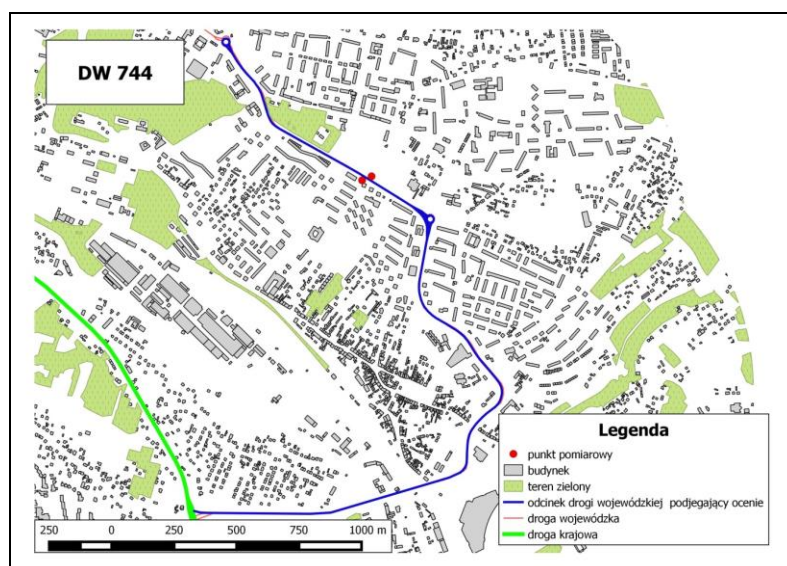 DW 744
Legenda
punkt pomiarowy
budynek
teren zielony
odcinek drogi wojewódzkiej podjegający ocenie
droga wojewódzka
droga krajowa
250 0 250 500 750 1000 m